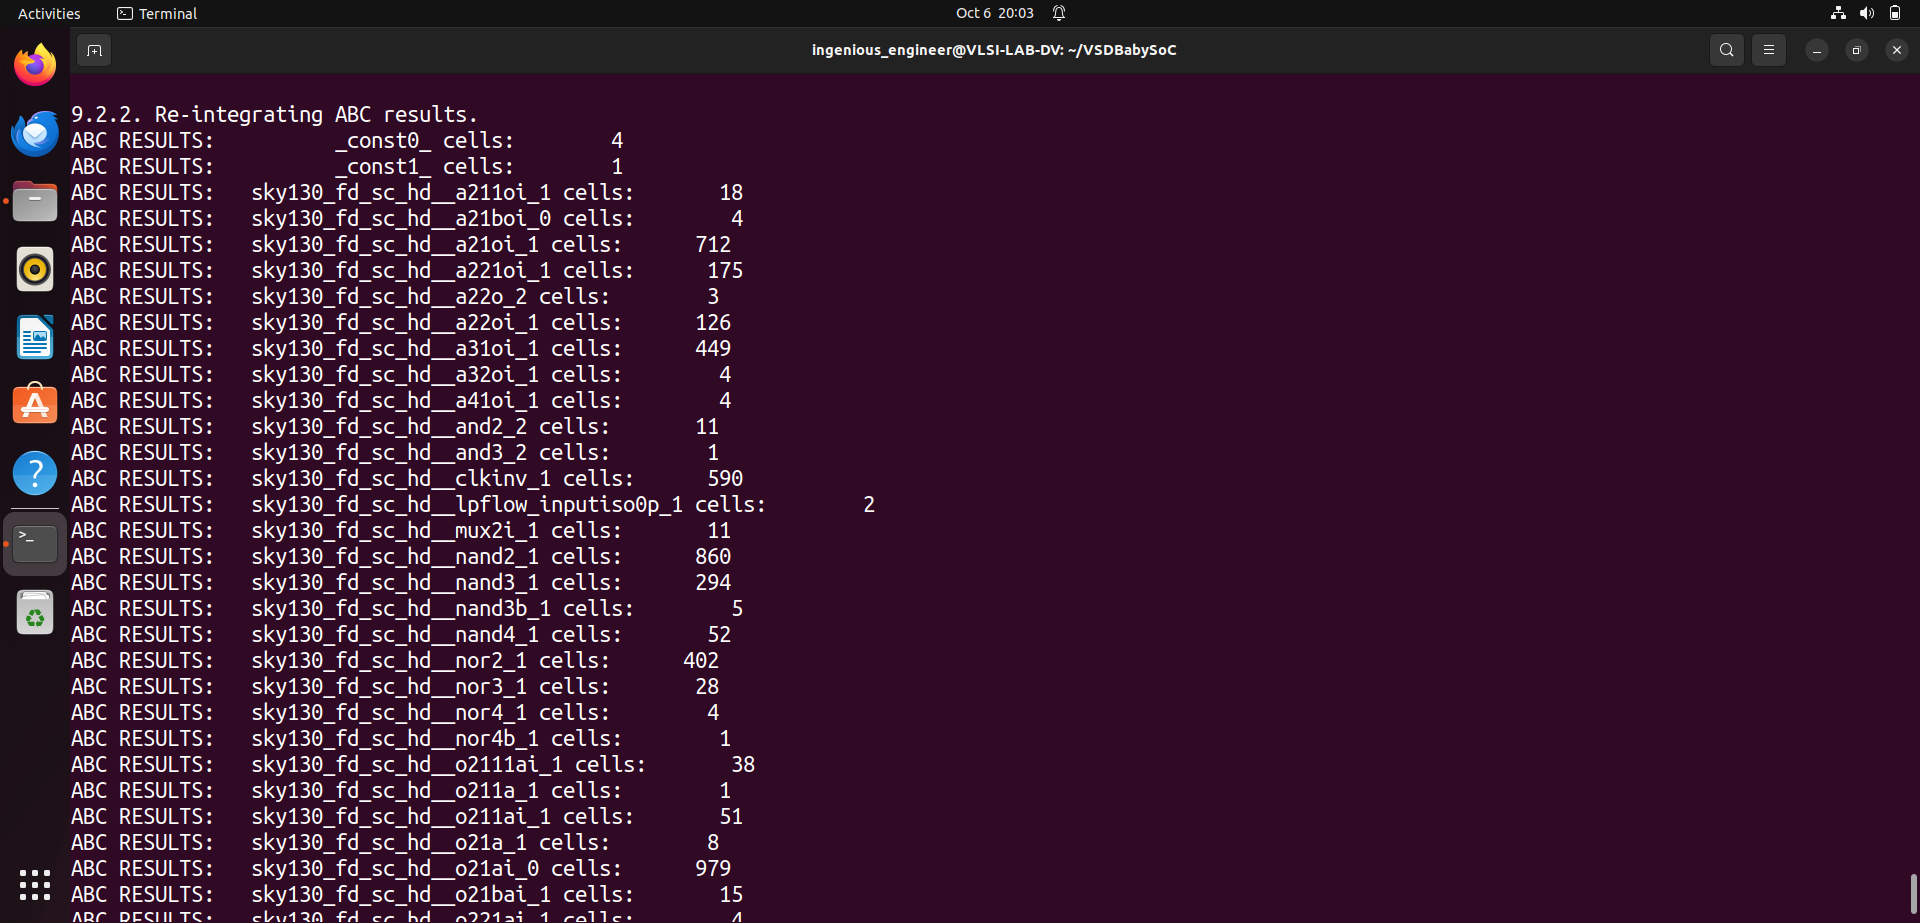 Activities Terminal Oct 6 20:03
ingenious_engineer@VLSI-LAB-DV: ~/VSDBabySoC
9.2.2. Re-integrating ABC results.
ABC RESULTS:          _const0_ cells:        4
ABC RESULTS:          _const1_ cells:        1
ABC RESULTS:   sky130_fd_sc_hd__a211oi_1 cells:       18
ABC RESULTS:   sky130_fd_sc_hd__a21boi_0 cells:        4
ABC RESULTS:   sky130_fd_sc_hd__a21oi_1 cells:      712
ABC RESULTS:   sky130_fd_sc_hd__a221oi_1 cells:      175
ABC RESULTS:   sky130_fd_sc_hd__a22o_2 cells:        3
ABC RESULTS:   sky130_fd_sc_hd__a22oi_1 cells:      126
ABC RESULTS:   sky130_fd_sc_hd__a31oi_1 cells:      449
ABC RESULTS:   sky130_fd_sc_hd__a32oi_1 cells:        4
ABC RESULTS:   sky130_fd_sc_hd__a41oi_1 cells:        4
ABC RESULTS:   sky130_fd_sc_hd__and2_2 cells:       11
ABC RESULTS:   sky130_fd_sc_hd__and3_2 cells:        1
ABC RESULTS:   sky130_fd_sc_hd__clkinv_1 cells:      590
ABC RESULTS:   sky130_fd_sc_hd__lpflow_inputiso0p_1 cells:        2
ABC RESULTS:   sky130_fd_sc_hd__mux2i_1 cells:       11
ABC RESULTS:   sky130_fd_sc_hd__nand2_1 cells:      860
ABC RESULTS:   sky130_fd_sc_hd__nand3_1 cells:      294
ABC RESULTS:   sky130_fd_sc_hd__nand3b_1 cells:        5
ABC RESULTS:   sky130_fd_sc_hd__nand4_1 cells:       52
ABC RESULTS:   sky130_fd_sc_hd__nor2_1 cells:      402
ABC RESULTS:   sky130_fd_sc_hd__nor3_1 cells:       28
ABC RESULTS:   sky130_fd_sc_hd__nor4_1 cells:        4
ABC RESULTS:   sky130_fd_sc_hd__nor4b_1 cells:        1
ABC RESULTS:   sky130_fd_sc_hd__o2111ai_1 cells:       38
ABC RESULTS:   sky130_fd_sc_hd__o211a_1 cells:        1
ABC RESULTS:   sky130_fd_sc_hd__o211ai_1 cells:       51
ABC RESULTS:   sky130_fd_sc_hd__o21a_1 cells:        8
ABC RESULTS:   sky130_fd_sc_hd__o21ai_0 cells:      979
ABC RESULTS:   sky130_fd_sc_hd__o21bai_1 cells:       15
ABC RESULTS:   sky130_fd_sc_hd__o221ai_1 cells:        4